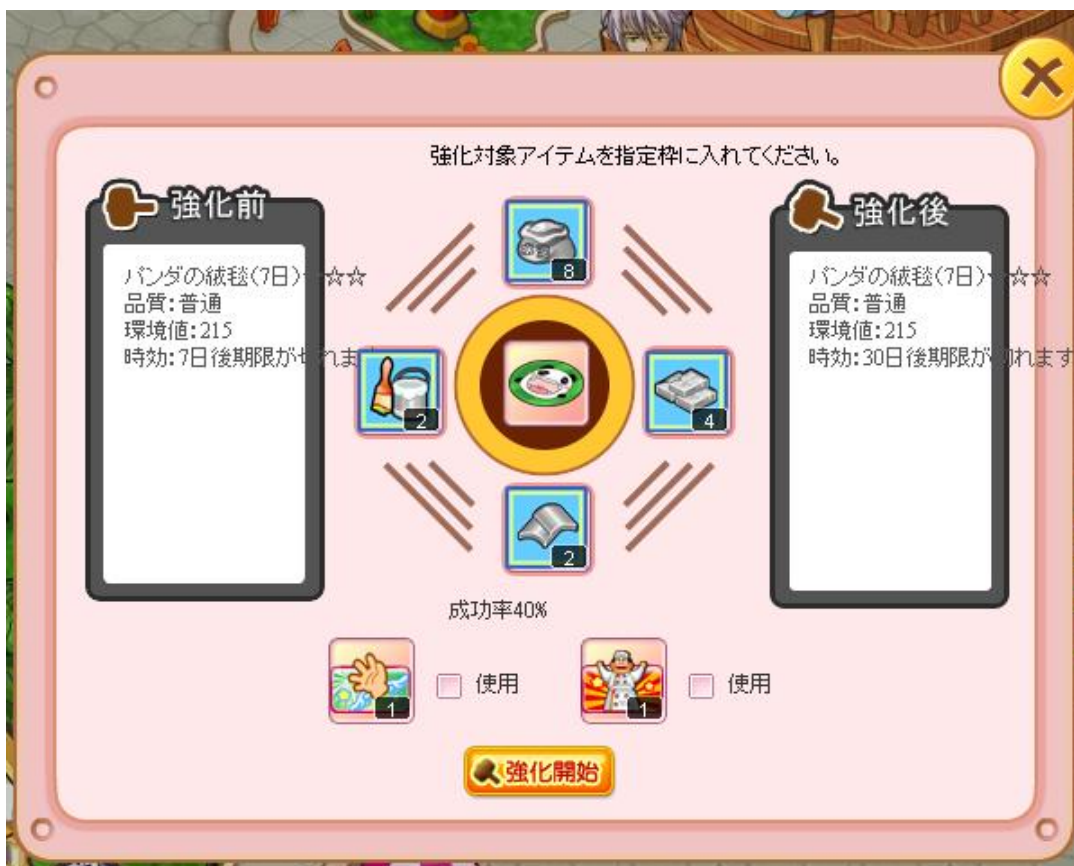 強化対象アイテムを指定枠に入れてください。
強化前
パンダの絨毯(7日)☆☆☆
品質:普通
環境値:215
時効:7日後期限が切れます
8
2
4
2
強化後
パンダの絨毯(7日)☆☆☆
品質:普通
環境値:215
時効:30日後期限が切れます
成功率40%
1
使用
1
使用
強化開始